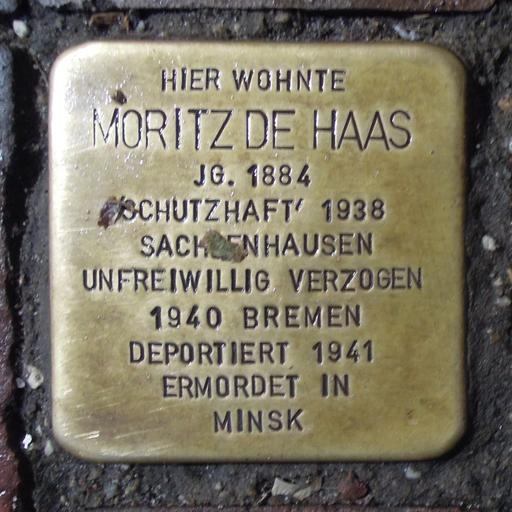 HIER WOHNTE
MORITZ DE HAAS
JG. 1884
'SCHUTZHAFT' 1938
SACHSENHAUSEN
UNFREIWILLIG VERZOGEN
1940 BREMEN
DEPORTIERT 1941
ERMORDET IN
MINSK